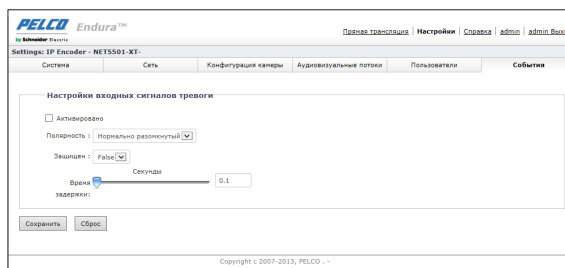 PELCO Endura™
by Schneider Electric
Прямая трансляция | Настройки | Справка | admin | admin Выхо
Settings: IP Encoder - NET5501-XT-
Система Сеть Конфигурация камеры Аудиовизуальные потоки Пользователи События
Настройки входных сигналов тревоги
Активировано
Полярность : Нормально разомкнутый
Защищен : False
Секунды
Время 0.1
задержки:
Сохранить Сброс
Copyright c 2007-2013, PELCO . -